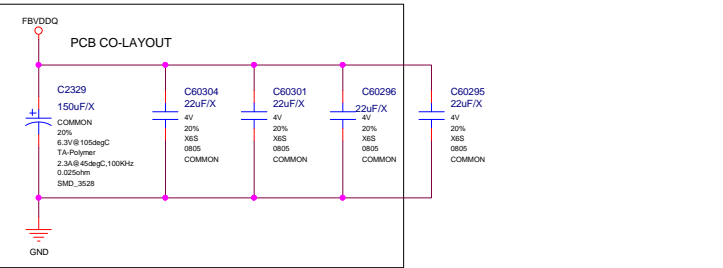 FBVDDQ
PCB CO-LAYOUT
C2329
150uF/X
+
COMMON
20%
6.3V@105degC
TA-Polymer
2.3A@45degC,100KHz
0.025ohm
SMD_3528
C60304
22uF/X
4V
20%
X6S
0805
COMMON
C60301
22uF/X
4V
20%
X6S
0805
COMMON
C60296
22uF/X
4V
20%
X6S
0805
COMMON
C60295
22uF/X
4V
20%
X6S
0805
COMMON
GND